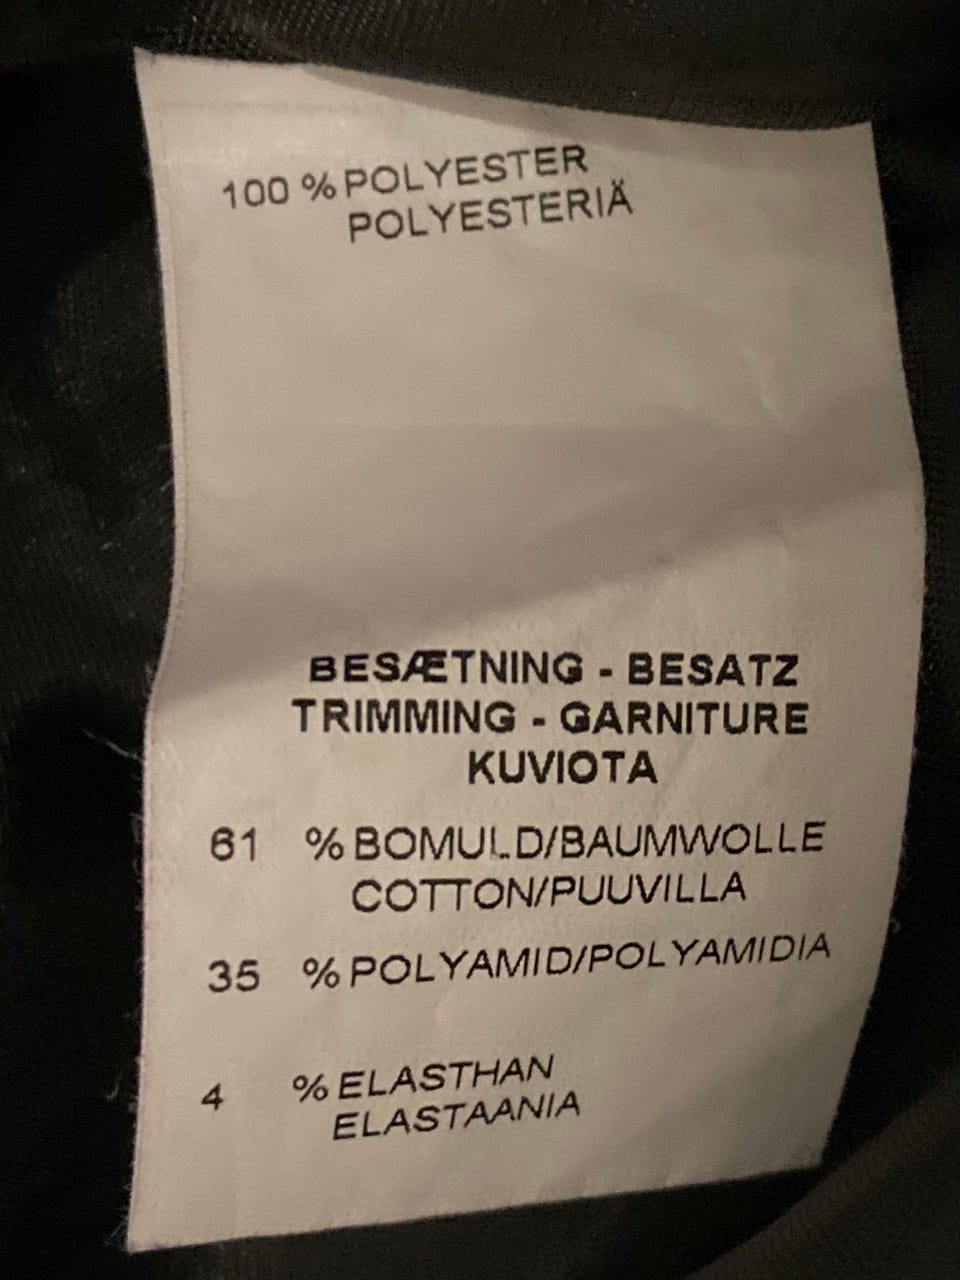 100 % POLYESTER
POLYESTERIÄ
BESÆTNING - BESATZ
TRIMMING - GARNITURE
KUVIOTA
61 % BOMULD/BAUMWOLLE
COTTON/PUUVILLA
35 % POLYAMID/POLYAMIDIA
4 % ELASTHAN
ELASTAANIA